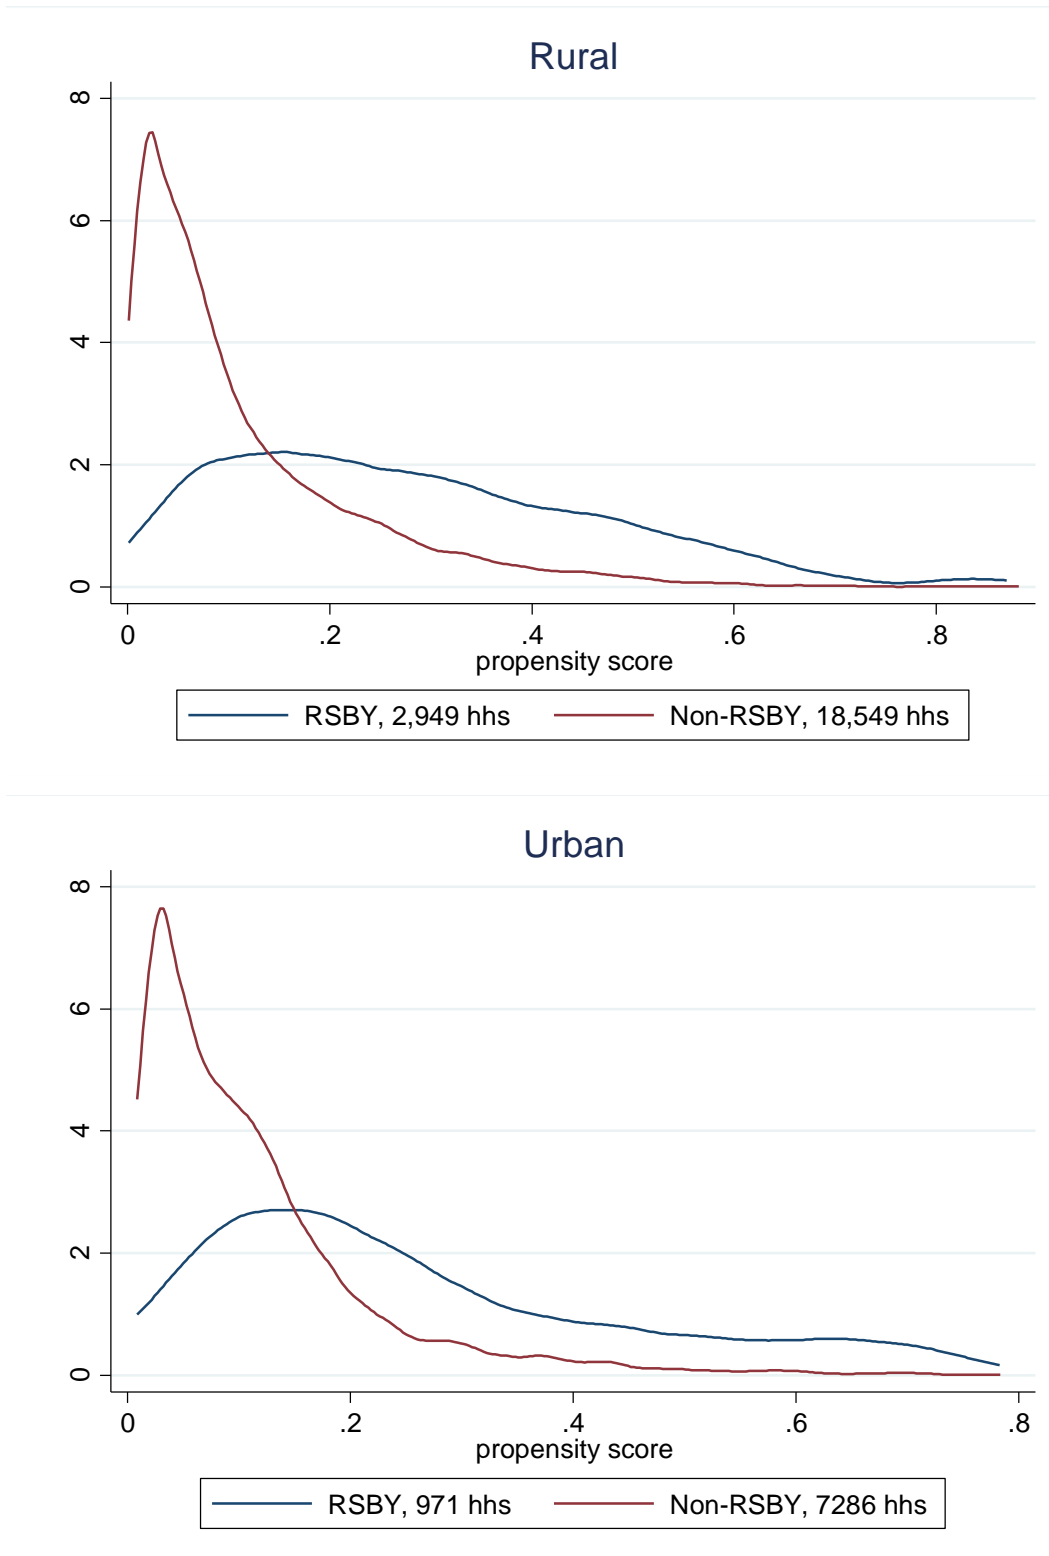 Rural
8
6
4
2
0
0 .2 .4 .6 .8
propensity score
RSBY, 2,949 hhs Non-RSBY, 18,549 hhs
Urban
8
6
4
2
0
0 .2 .4 .6 .8
propensity score
RSBY, 971 hhs Non-RSBY, 7286 hhs